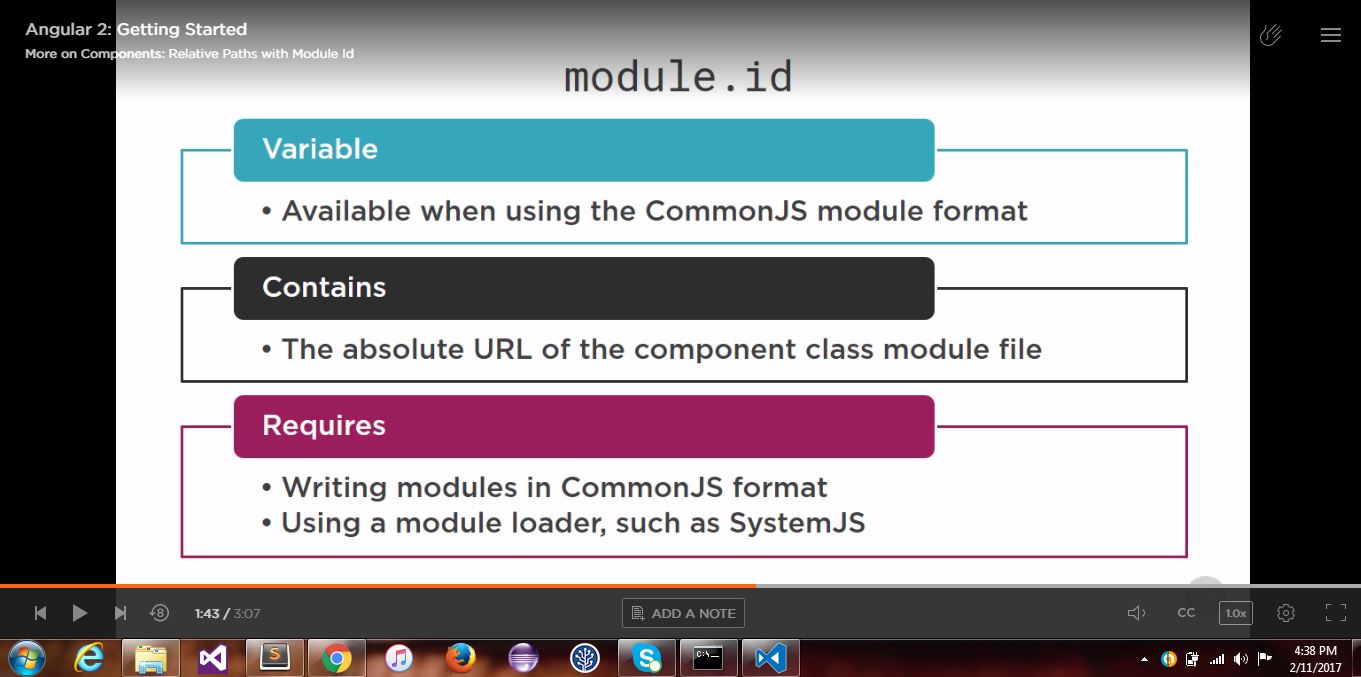 Angular 2: Getting Started
More on Components: Relative Paths with Module Id
module.id
Variable
• Available when using the CommonJS module format
Contains
• The absolute URL of the component class module file
Requires
• Writing modules in CommonJS format
• Using a module loader, such as SystemJS
8
1:43 / 3:07
ADD A NOTE
CC
1.0x
S
C:\_
S
4:38 PM
2/11/2017